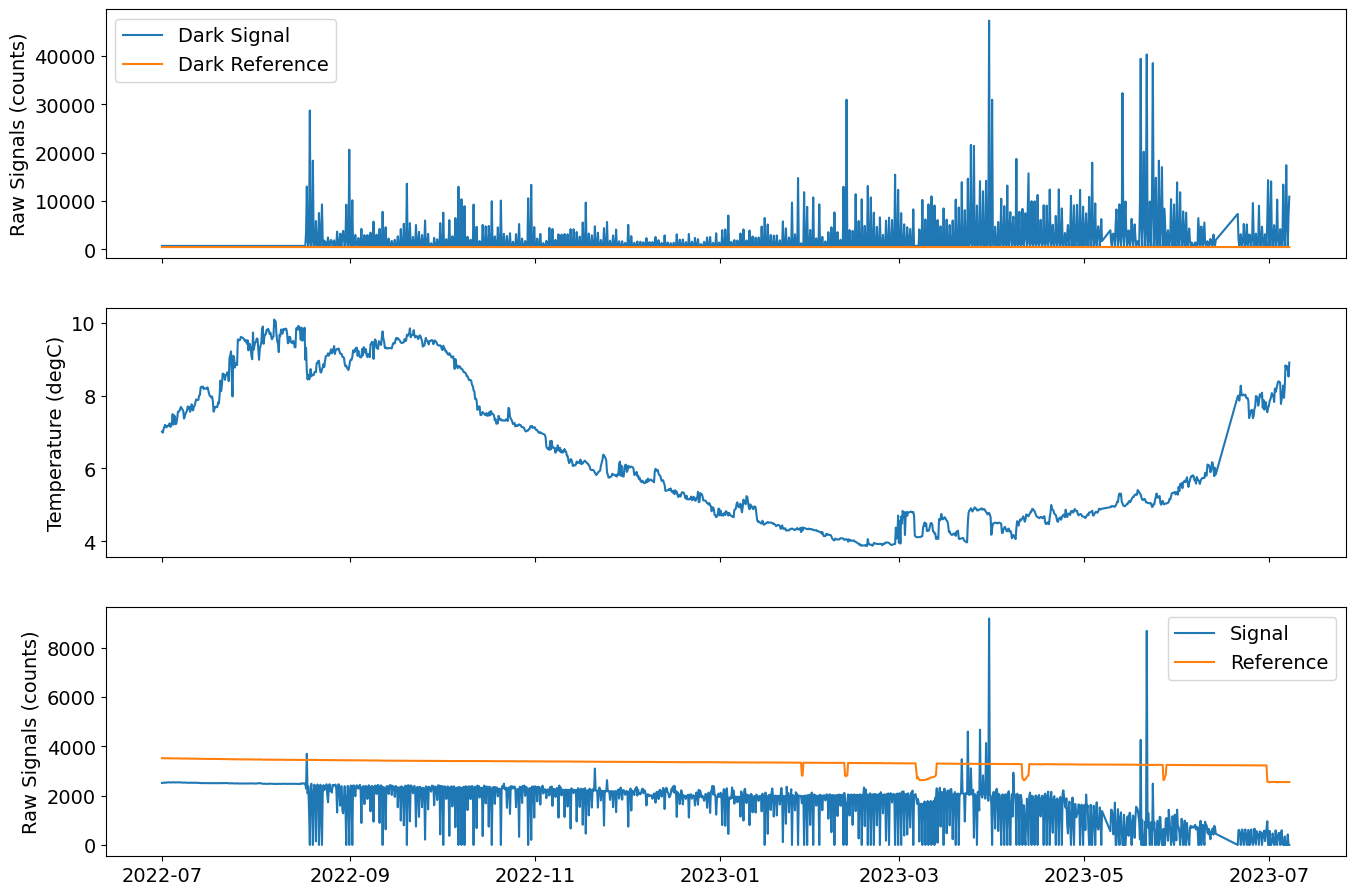 Raw Signals (counts)
Dark Signal
Dark Reference
40000
30000
20000
10000
0
Temperature (degC)
10
8
6
4
Raw Signals (counts)
Signal
Reference
8000
6000
4000
2000
0
2022-07 2022-09 2022-11 2023-01 2023-03 2023-05 2023-07